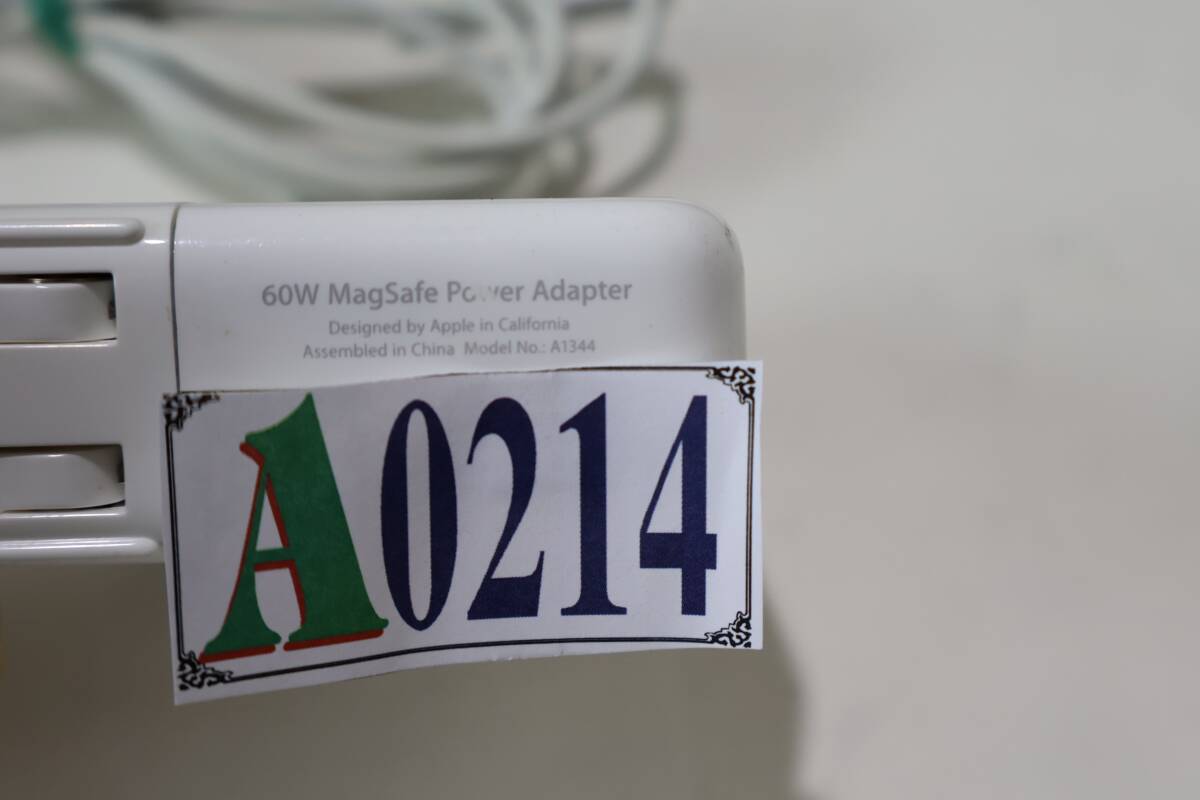 60W MagSafe Power Adapter
Designed by Apple in California
Assembled in China Model No.: A1344
A0214